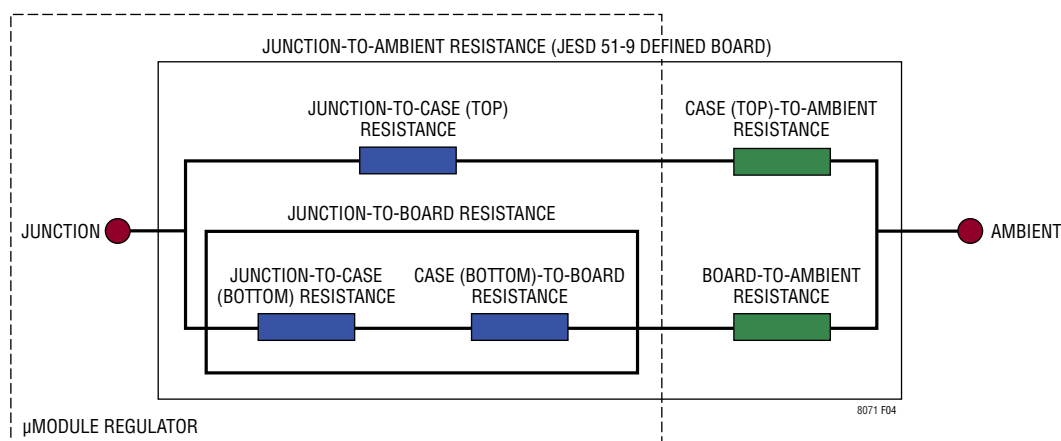 JUNCTION-TO-AMBIENT RESISTANCE (JESD 51-9 DEFINED BOARD)
JUNCTION-TO-CASE (TOP)
RESISTANCE
CASE (TOP)-TO-AMBIENT
RESISTANCE
JUNCTION-TO-BOARD RESISTANCE
JUNCTION
AMBIENT
JUNCTION-TO-CASE
(BOTTOM) RESISTANCE
CASE (BOTTOM)-TO-BOARD
RESISTANCE
BOARD-TO-AMBIENT
RESISTANCE
8071 F04
µMODULE REGULATOR